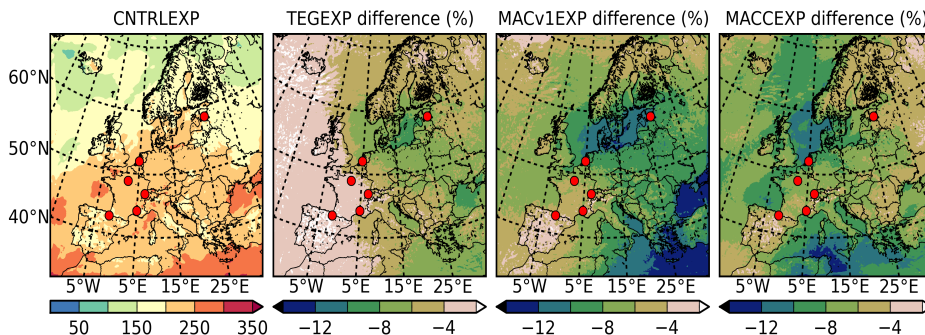 CNTRLEXP TEGEXP difference (%) MACv1EXP difference (%) MACCEXP difference (%)
60°N
50°N
40°N
5°W 5°E 15°E 25°E 5°W 5°E 15°E 25°E 5°W 5°E 15°E 25°E 5°W 5°E 15°E 25°E
50 150 250 350 −12 −8 −4 −12 −8 −4 −12 −8 −4